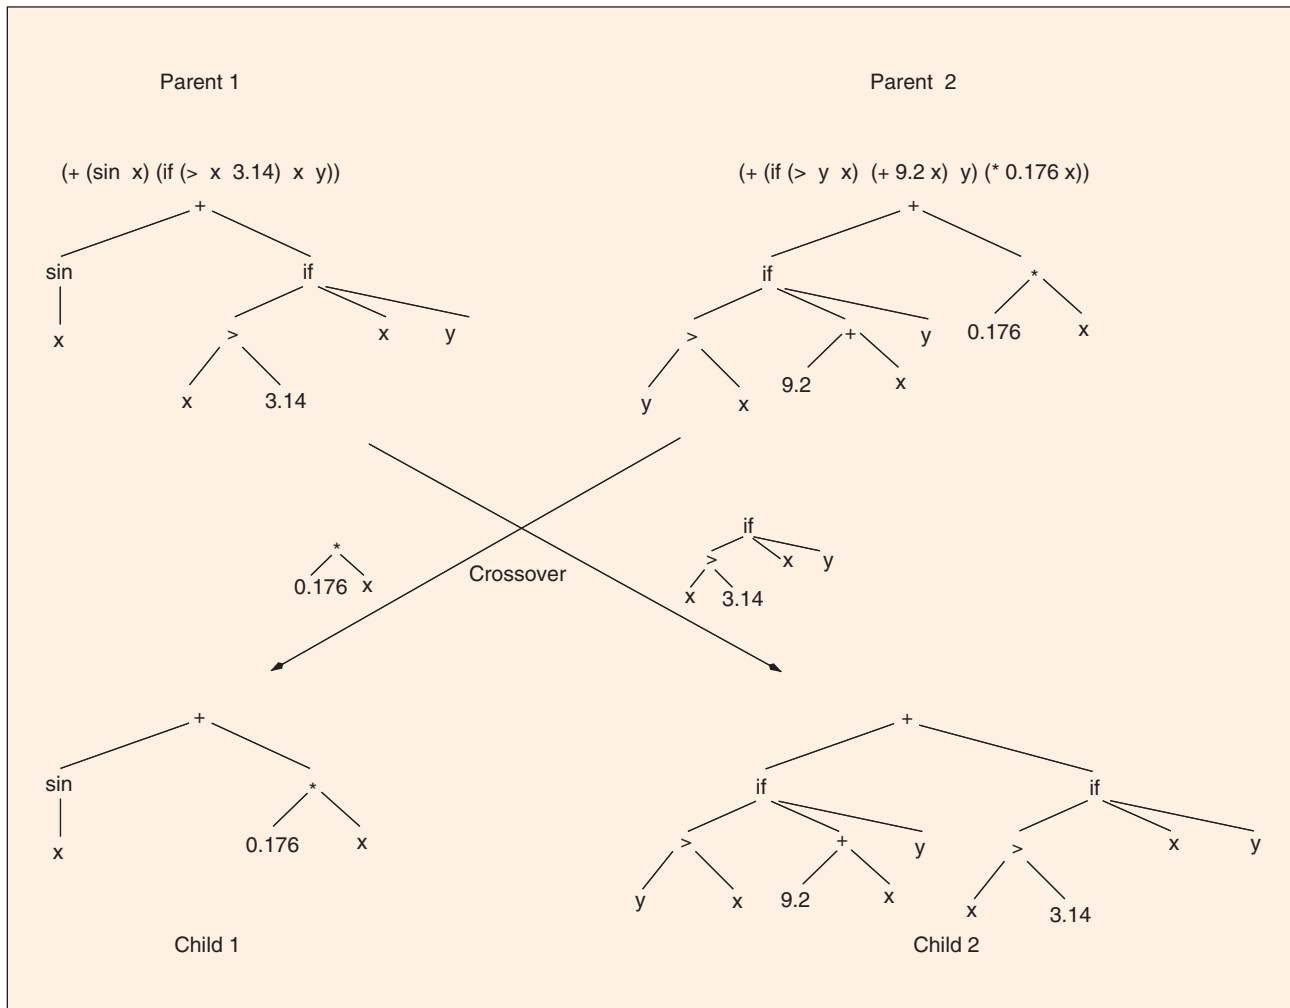 Parent 1
Parent 2
(+ (sin x) (if (> x 3.14) x y))
(+ (if (> y x) (+ 9.2 x) y) (* 0.176 x))
+
+
sin
if
if
*
x
>
x
y
>
+
y
0.176
x
x
3.14
y
x
9.2
x
if
*
>
x
y
0.176
x
Crossover
x
3.14
+
+
sin
*
if
if
x
0.176
x
>
+
y
>
x
y
y
x
9.2
x
x
3.14
Child 1
Child 2